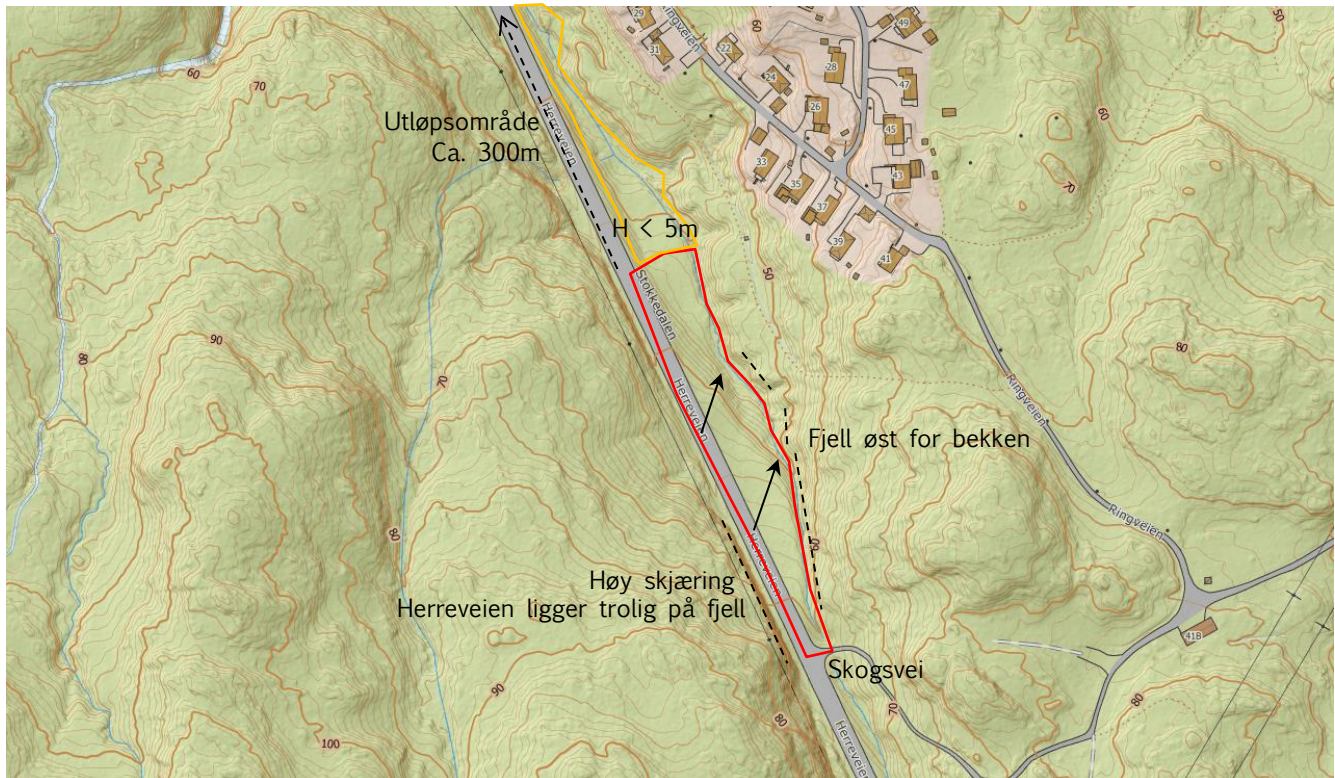 Utløpsområde
Ca. 300m
H < 5m
Fjell øst for bekken
Høy skjæring
Herreveien ligger trolig på fjell
Skogsvei
Herreveien
Stokkedalen
Herreveien
Herreveien
Herreveien
Ringveien
Ringveien
Ringveien
29
31
22
24
26
28
49
47
45
43
33
35
37
39
41
41B
60
70
50
60
70
80
90
80
70
80
50
60
70
80
90
100
80